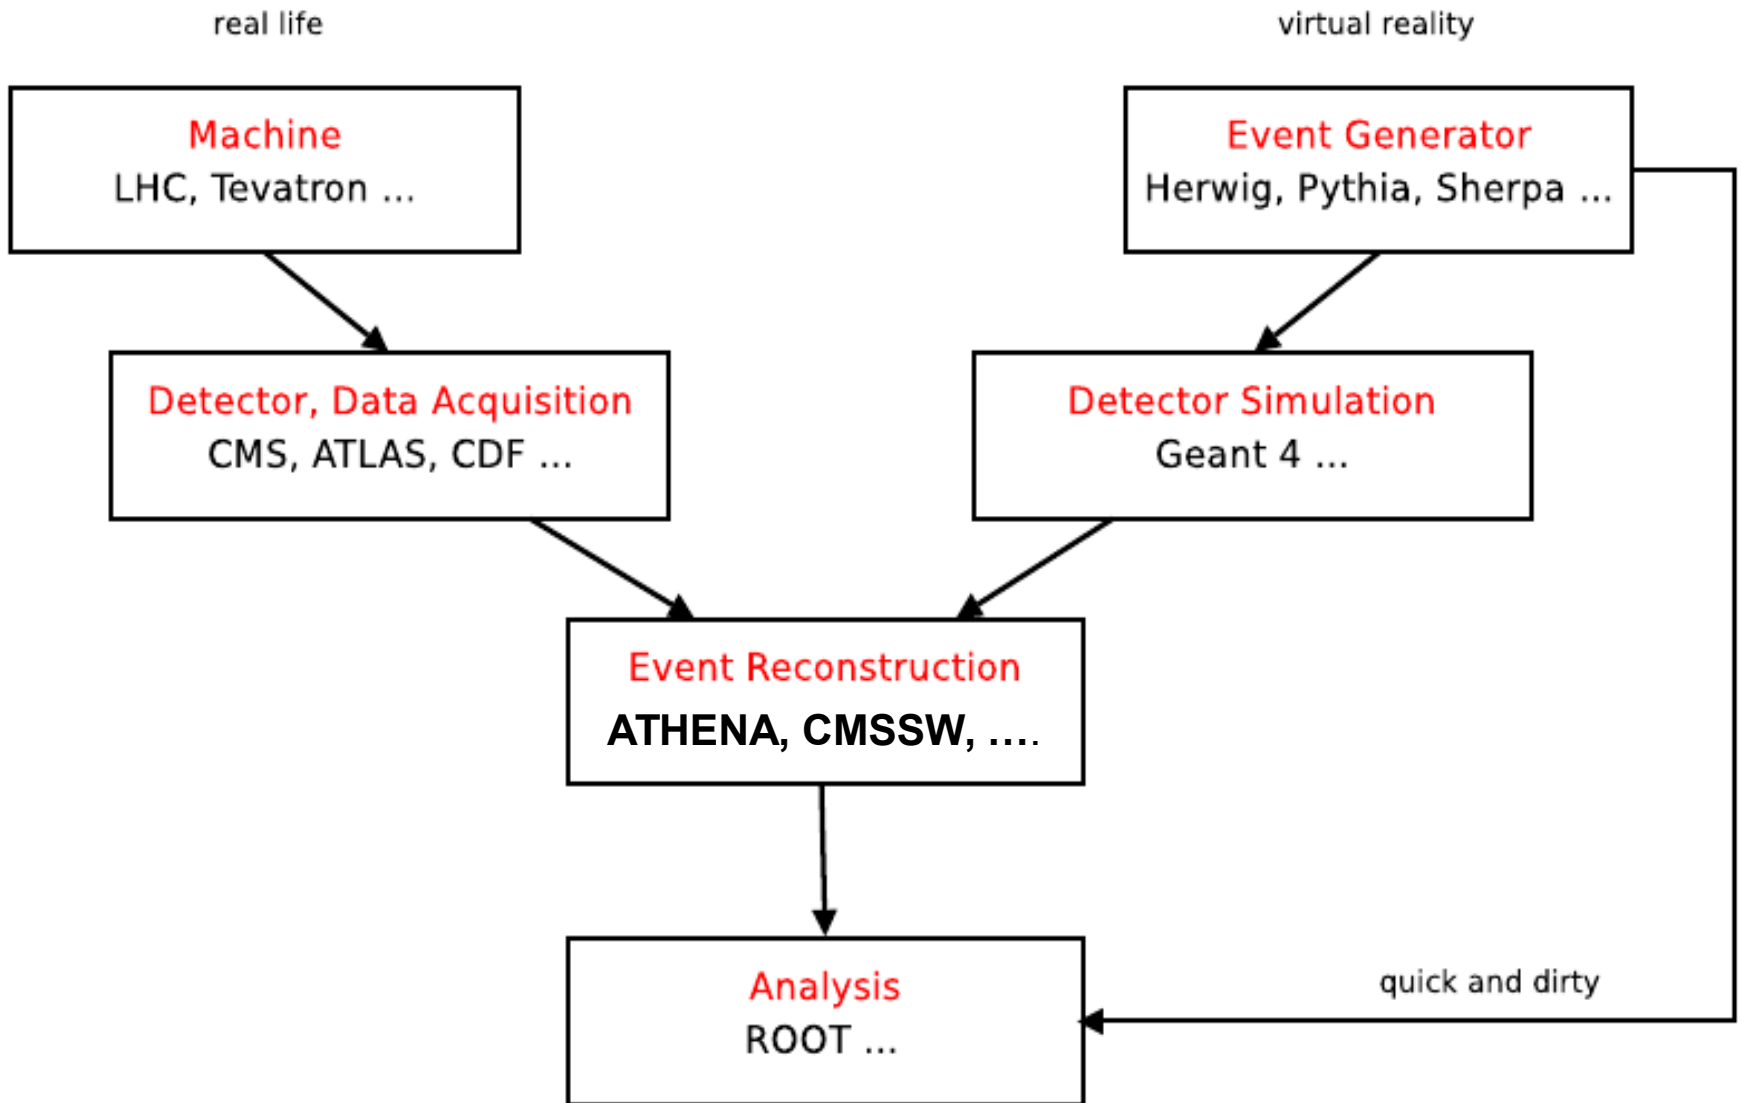 real life
virtual reality
Machine
LHC, Tevatron ...
Event Generator
Herwig, Pythia, Sherpa ...
Detector, Data Acquisition
CMS, ATLAS, CDF ...
Detector Simulation
Geant 4 ...
Event Reconstruction
ATHENA, CMSSW, ….
Analysis
ROOT ...
quick and dirty